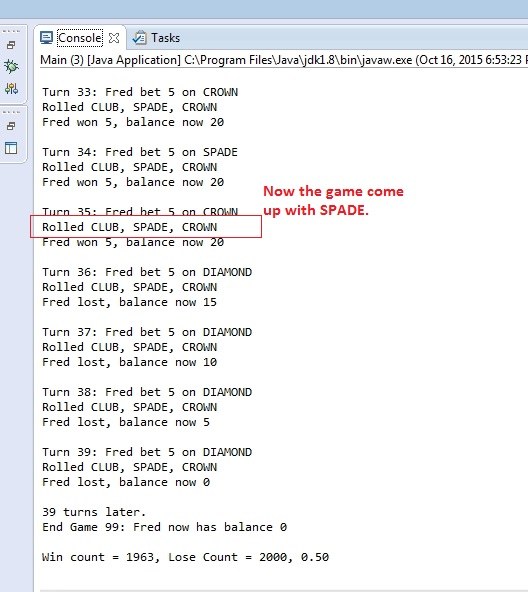 Console Tasks
Main (3) [Java Application] C:\Program Files\Java\jdk1.8\bin\javaw.exe (Oct 16, 2015 6:53:23
Turn 33: Fred bet 5 on CROWN
Rolled CLUB, SPADE, CROWN
Fred won 5, balance now 20
Turn 34: Fred bet 5 on SPADE
Rolled CLUB, SPADE, CROWN
Fred won 5, balance now 20
Now the game come
up with SPADE.
Turn 35: Fred bet 5 on CROWN
Rolled CLUB, SPADE, CROWN
Fred won 5, balance now 20
Turn 36: Fred bet 5 on DIAMOND
Rolled CLUB, SPADE, CROWN
Fred lost, balance now 15
Turn 37: Fred bet 5 on DIAMOND
Rolled CLUB, SPADE, CROWN
Fred lost, balance now 10
Turn 38: Fred bet 5 on DIAMOND
Rolled CLUB, SPADE, CROWN
Fred lost, balance now 5
Turn 39: Fred bet 5 on DIAMOND
Rolled CLUB, SPADE, CROWN
Fred lost, balance now 0
39 turns later.
End Game 99: Fred now has balance 0
Win count = 1963, Lose Count = 2000, 0.50